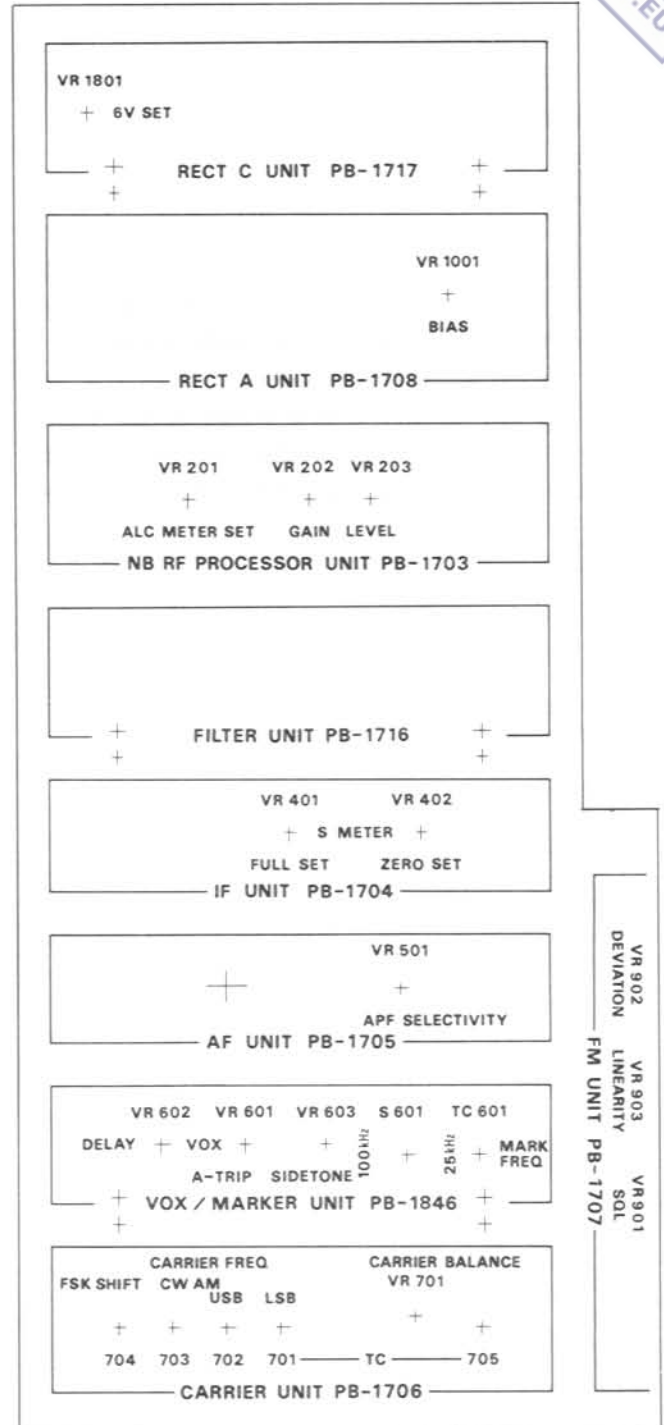 .EU
VR 1801
6V SET
RECT C UNIT PB-1717
VR 1001
BIAS
RECT A UNIT PB-1708
VR 201 VR 202 VR 203
ALC METER SET GAIN LEVEL
NB RF PROCESSOR UNIT PB-1703
FILTER UNIT PB-1716
VR 401 VR 402
S METER
FULL SET ZERO SET
IF UNIT PB-1704
VR 501
APF SELECTIVITY
AF UNIT PB-1705
VR 602 VR 601 VR 603 S 601 TC 601
DELAY VOX 100kHz 25kHz MARK FREQ
A-TRIP SIDETONE
VOX / MARKER UNIT PB-1846
CARRIER FREQ CARRIER BALANCE
FSK SHIFT CW AM VR 701
USB LSB
704 703 702 701 TC 705
CARRIER UNIT PB-1706
VR 902 VR 903 VR 901
DEVIATION LINEARITY SQL
FM UNIT PB-1707